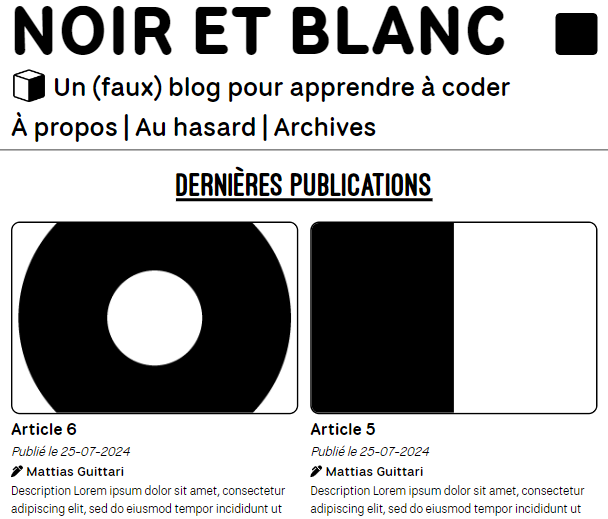 NOIR ET BLANC
Un (faux) blog pour apprendre à coder
À propos | Au hasard | Archives
DERNIÈRES PUBLICATIONS
Article 6
Publié le 25-07-2024
Mattias Guittari
Description Lorem ipsum dolor sit amet, consectetur
adipiscing elit, sed do eiusmod tempor incididunt ut
Article 5
Publié le 25-07-2024
Mattias Guittari
Description Lorem ipsum dolor sit amet, consectetur
adipiscing elit, sed do eiusmod tempor incididunt ut